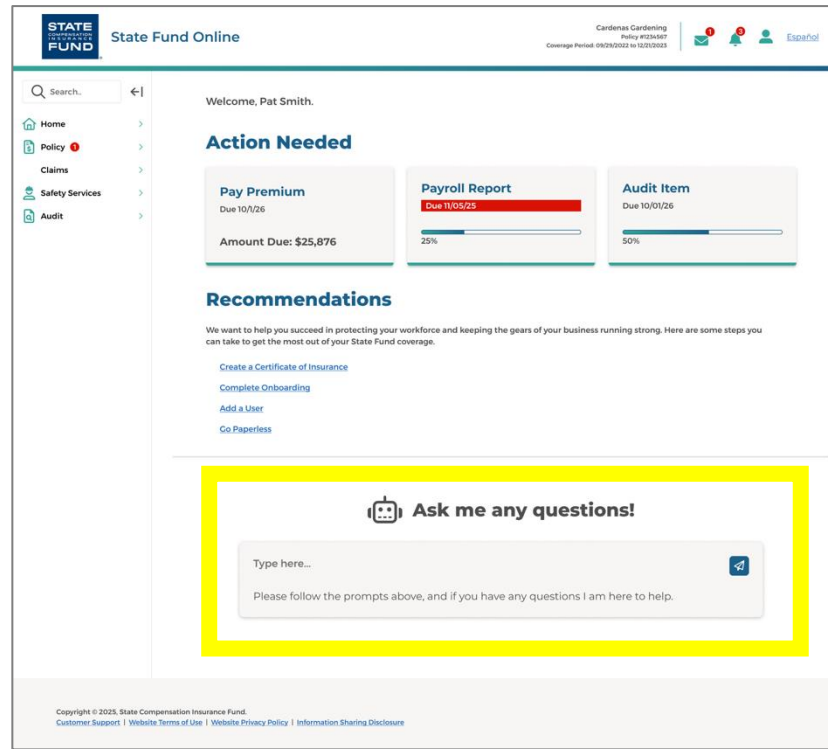 STATE
COMPENSATION
INSURANCE
FUND
State Fund Online
Cardenas Gardening
Policy #1234567
Coverage Period: 09/29/2022 to 12/21/2023
1
3
Español
Search..
Home
Policy 1
Claims
Safety Services
Audit
Welcome, Pat Smith.
Action Needed
Pay Premium
Due 10/1/26
Amount Due: $25,876
Payroll Report
Due 11/05/25
25%
Audit Item
Due 10/01/26
50%
Recommendations
We want to help you succeed in protecting your workforce and keeping the gears of your business running strong. Here are some steps you
can take to get the most out of your State Fund coverage.
Create a Certificate of Insurance
Complete Onboarding
Add a User
Go Paperless
Ask me any questions!
Type here...
Please follow the prompts above, and if you have any questions I am here to help.
Copyright © 2025, State Compensation Insurance Fund.
Customer Support | Website Terms of Use | Website Privacy Policy | Information Sharing Disclosure